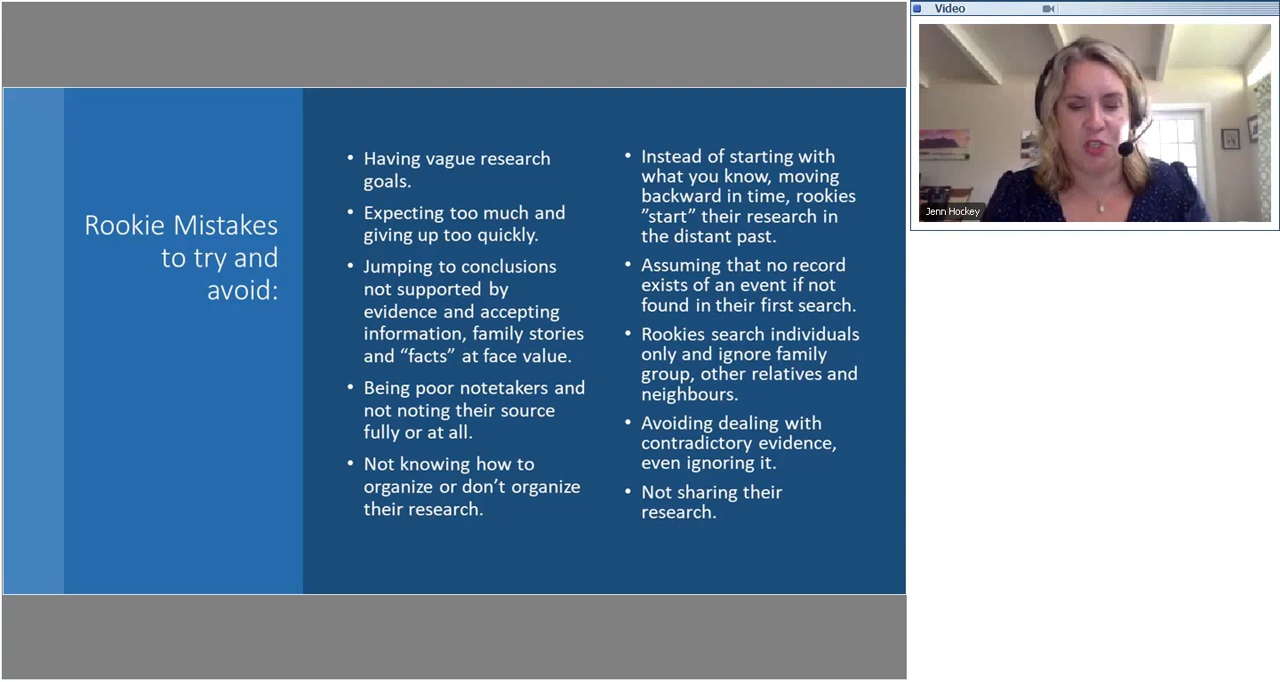 Rookie Mistakes
to try and
avoid:
• Having vague research
goals.
• Expecting too much and
giving up too quickly.
• Jumping to conclusions
not supported by
evidence and accepting
information, family stories
and “facts” at face value.
• Being poor notetakers and
not noting their source
fully or at all.
• Not knowing how to
organize or don’t organize
their research.
• Instead of starting with
what you know, moving
backward in time, rookies
”start” their research in
the distant past.
• Assuming that no record
exists of an event if not
found in their first search.
• Rookies search individuals
only and ignore family
group, other relatives and
neighbours.
• Avoiding dealing with
contradictory evidence,
even ignoring it.
• Not sharing their
research.
Video
Jenn Hockey